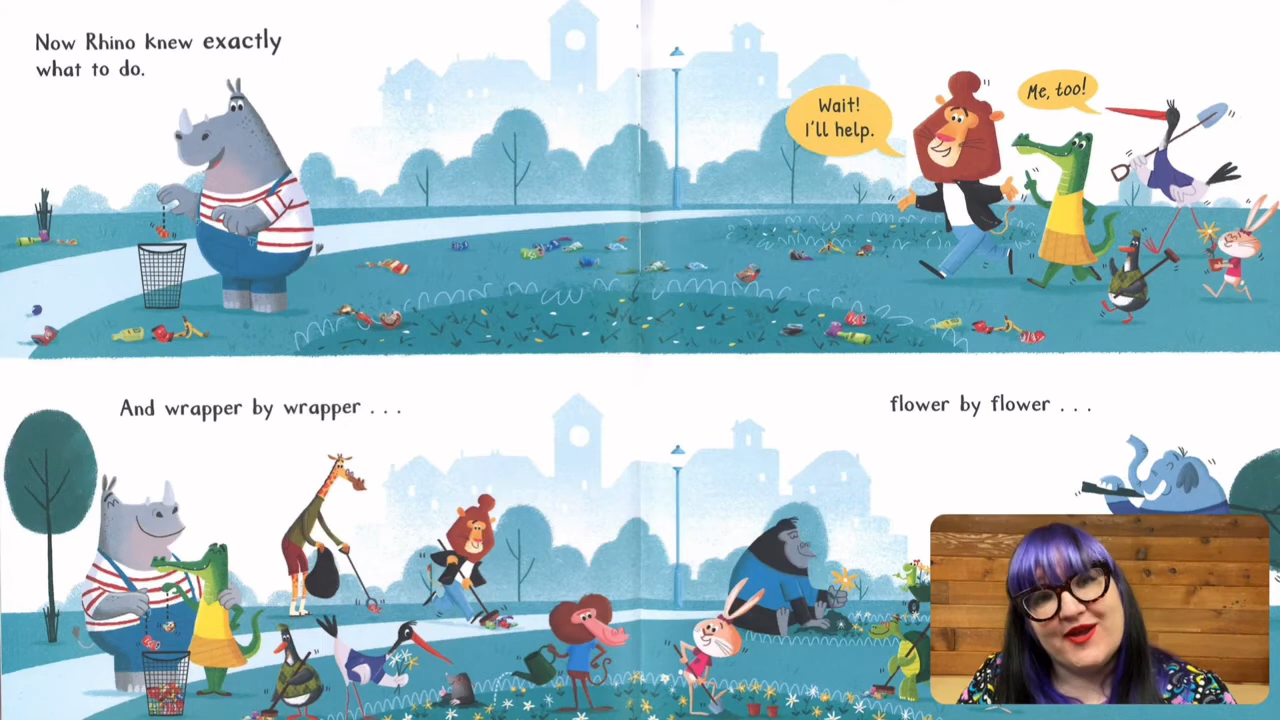 Now Rhino knew exactly
what to do.
Wait!
I'll help.
Me, too!
And wrapper by wrapper . . .
flower by flower . . .